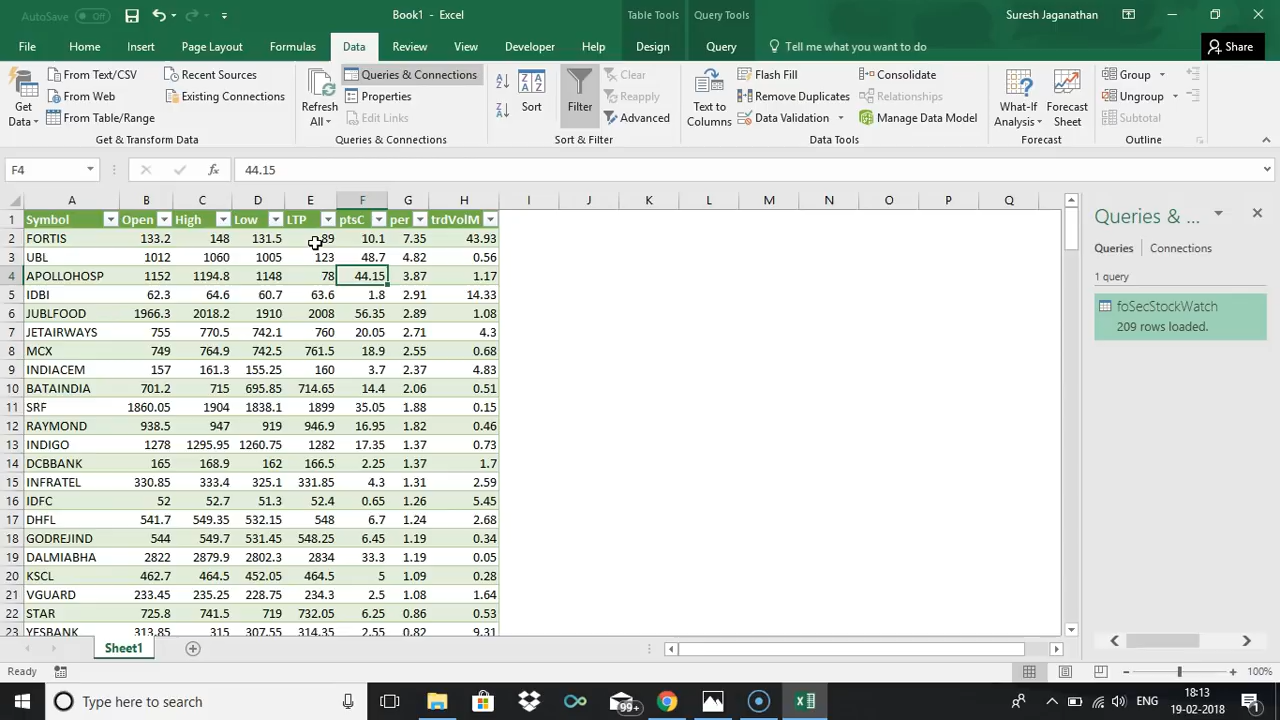 AutoSave Off Book1 - Excel Table Tools Query Tools Suresh Jaganathan
File Home Insert Page Layout Formulas Data Review View Developer Help Design Query Tell me what you want to do Share
Get Data
From Text/CSV
From Web
From Table/Range
Recent Sources
Existing Connections
Get & Transform Data
Refresh All
Queries & Connections
Properties
Edit Links
Queries & Connections
Sort
Filter
Clear
Reapply
Advanced
Sort & Filter
Text to Columns
Flash Fill
Remove Duplicates
Data Validation
Consolidate
Relationships
Manage Data Model
Data Tools
What-If Analysis
Forecast Sheet
Forecast
Group
Ungroup
Subtotal
Outline
F4 fx 44.15
A B C D E F G H I J K L M N O P Q
1 Symbol Open High Low LTP ptsC per trdVolM
2 FORTIS 133.2 148 131.5 89 10.1 7.35 43.93
3 UBL 1012 1060 1005 123 48.7 4.82 0.56
4 APOLLOHOSP 1152 1194.8 1148 78 44.15 3.87 1.17
5 IDBI 62.3 64.6 60.7 63.6 1.8 2.91 14.33
6 JUBLFOOD 1966.3 2018.2 1910 2008 56.35 2.89 1.08
7 JETAIRWAYS 755 770.5 742.1 760 20.05 2.71 4.3
8 MCX 749 764.9 742.5 761.5 18.9 2.55 0.68
9 INDIACEM 157 161.3 155.25 160 3.7 2.37 4.83
10 BATAINDIA 701.2 715 695.85 714.65 14.4 2.06 0.51
11 SRF 1860.05 1904 1838.1 1899 35.05 1.88 0.15
12 RAYMOND 938.5 947 919 946.9 16.95 1.82 0.46
13 INDIGO 1278 1295.95 1260.75 1282 17.35 1.37 0.73
14 DCBBANK 165 168.9 162 166.5 2.25 1.37 1.7
15 INFRATEL 330.85 333.4 325.1 331.85 4.3 1.31 2.59
16 IDFC 52 52.7 51.3 52.4 0.65 1.26 5.45
17 DHFL 541.7 549.35 532.15 548 6.7 1.24 2.68
18 GODREJIND 544 549.7 531.45 548.25 6.45 1.19 0.34
19 DALMIABHA 2822 2879.9 2802.3 2834 33.3 1.19 0.05
20 KSCL 462.7 464.5 452.05 464.5 5 1.09 0.28
21 VGUARD 233.45 235.25 228.75 234.3 2.5 1.08 1.64
22 STAR 725.8 741.5 719 732.05 6.25 0.86 0.53
23 YESBANK 313.85 315 307.55 314.35 2.55 0.82 9.31
Queries & ...
Queries Connections
1 query
foSecStockWatch
209 rows loaded.
Sheet1
Ready 100 %
Type here to search 99+ ENG 18:13
19-02-2018 1